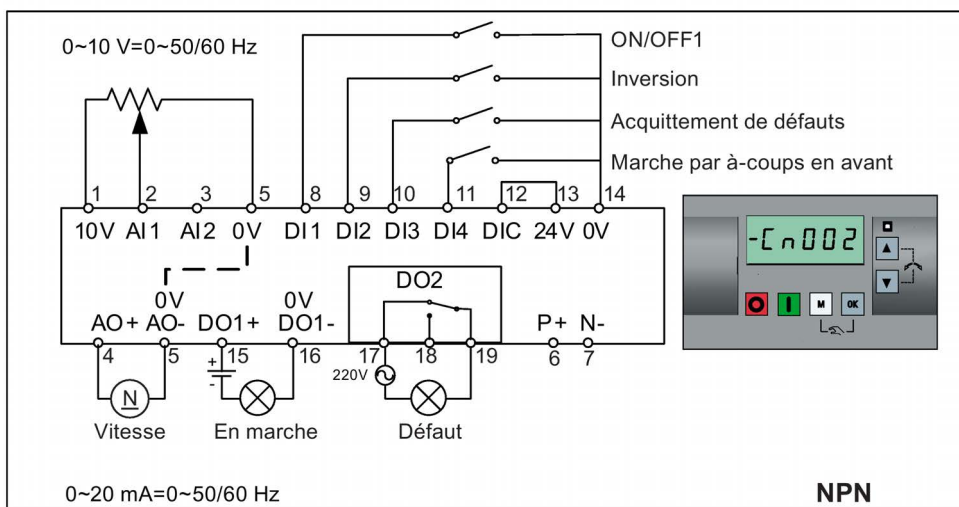 0~10 V=0~50/60 Hz
ON/OFF1
Inversion
Acquittement de défauts
Marche par à-coups en avant
1 2 3 5 8 9 10 11 12 13 14
10V AI1 AI2 0V DI1 DI2 DI3 DI4 DIC 24V 0V
-Cn002
M OK
DO2
0V 0V
AO+ AO- DO1+ DO1- P+ N-
4 5 15 16 17 18 19 6 7
+
-
220V
N
Vitesse En marche Défaut
0~20 mA=0~50/60 Hz
NPN